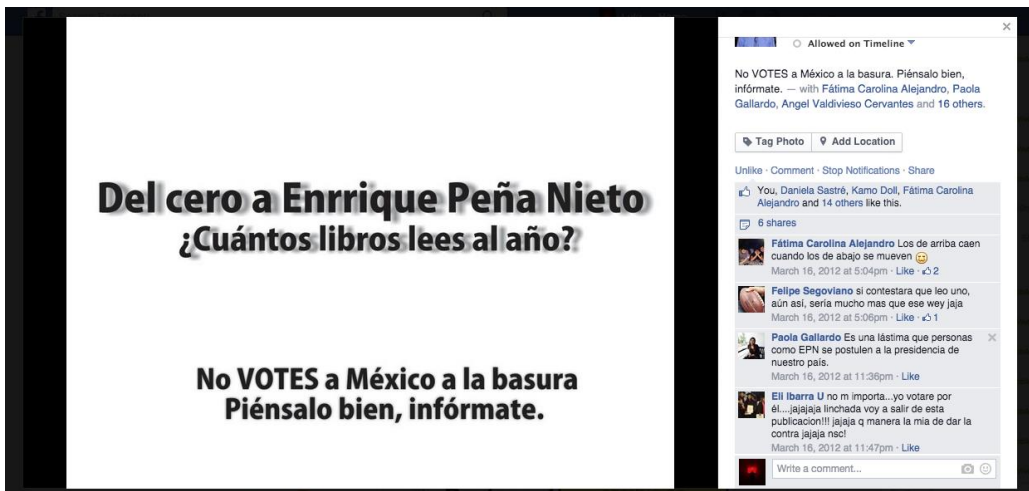 Del cero a Enrrique Peña Nieto
¿Cuántos libros lees al año?
No VOTES a México a la basura
Piénsalo bien, infórmate.
Allowed on Timeline
No VOTES a México a la basura. Piénsalo bien,
infórmate. — with Fátima Carolina Alejandro, Paola
Gallardo, Angel Valdivieso Cervantes and 16 others.
Tag Photo Add Location
Unlike · Comment · Stop Notifications · Share
You, Daniela Sastré, Kamo Doll, Fátima Carolina
Alejandro and 14 others like this.
6 shares
Fátima Carolina Alejandro Los de arriba caen
cuando los de abajo se mueven
March 16, 2012 at 5:04pm · Like · 2
Felipe Segoviano si contestara que leo uno,
aún así, sería mucho mas que ese wey jaja
March 16, 2012 at 5:06pm · Like · 1
Paola Gallardo Es una lástima que personas
como EPN se postulen a la presidencia de
nuestro país.
March 16, 2012 at 11:36pm · Like
Eli Ibarra U no m importa...yo votare por
él....jajajaja linchada voy a salir de esta
publicacion!!! jajaja q manera la mia de dar la
contra jajaja nsc!
March 16, 2012 at 11:47pm · Like
Write a comment...